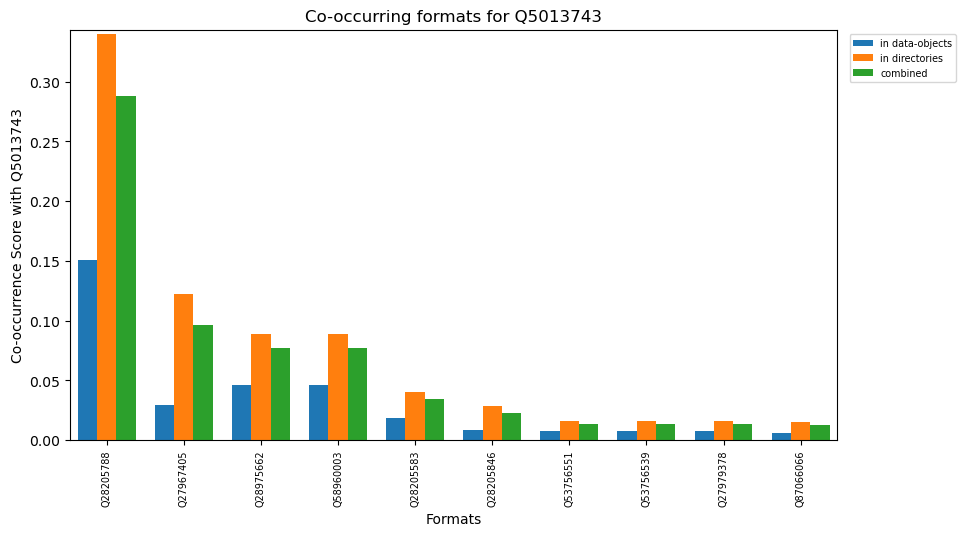 Co-occurring formats for Q5013743
in data-objects
in directories
combined
Co-occurrence Score with Q5013743
0.30
0.25
0.20
0.15
0.10
0.05
0.00
Q28205788
Q27967405
Q28975662
Q58960003
Q28205583
Q28205846
Q53756551
Q53756539
Q27979378
Q87066066
Formats